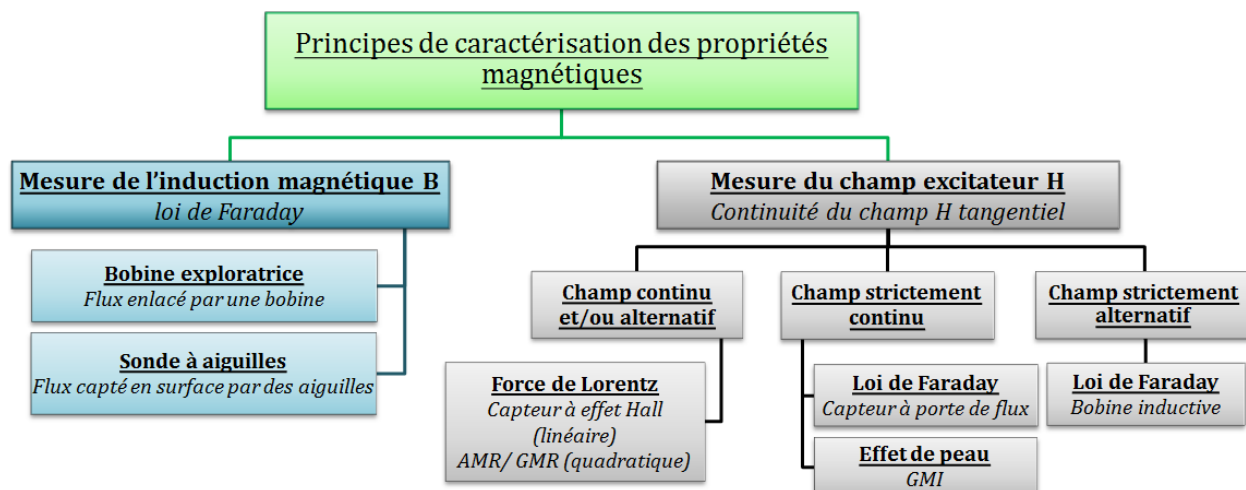 Principes de caractérisation des propriétés
magnétiques
Mesure de l'induction magnétique B
loi de Faraday
Bobine exploratrice
Flux enlacé par une bobine
Sonde à aiguilles
Flux capté en surface par des aiguilles
Mesure du champ excitateur H
Continuité du champ H tangentiel
Champ continu
et/ou alternatif
Force de Lorentz
Capteur à effet Hall
(linéaire)
AMR/ GMR (quadratique)
Champ strictement
continu
Loi de Faraday
Capteur à porte de flux
Effet de peau
GMI
Champ strictement
alternatif
Loi de Faraday
Bobine inductive